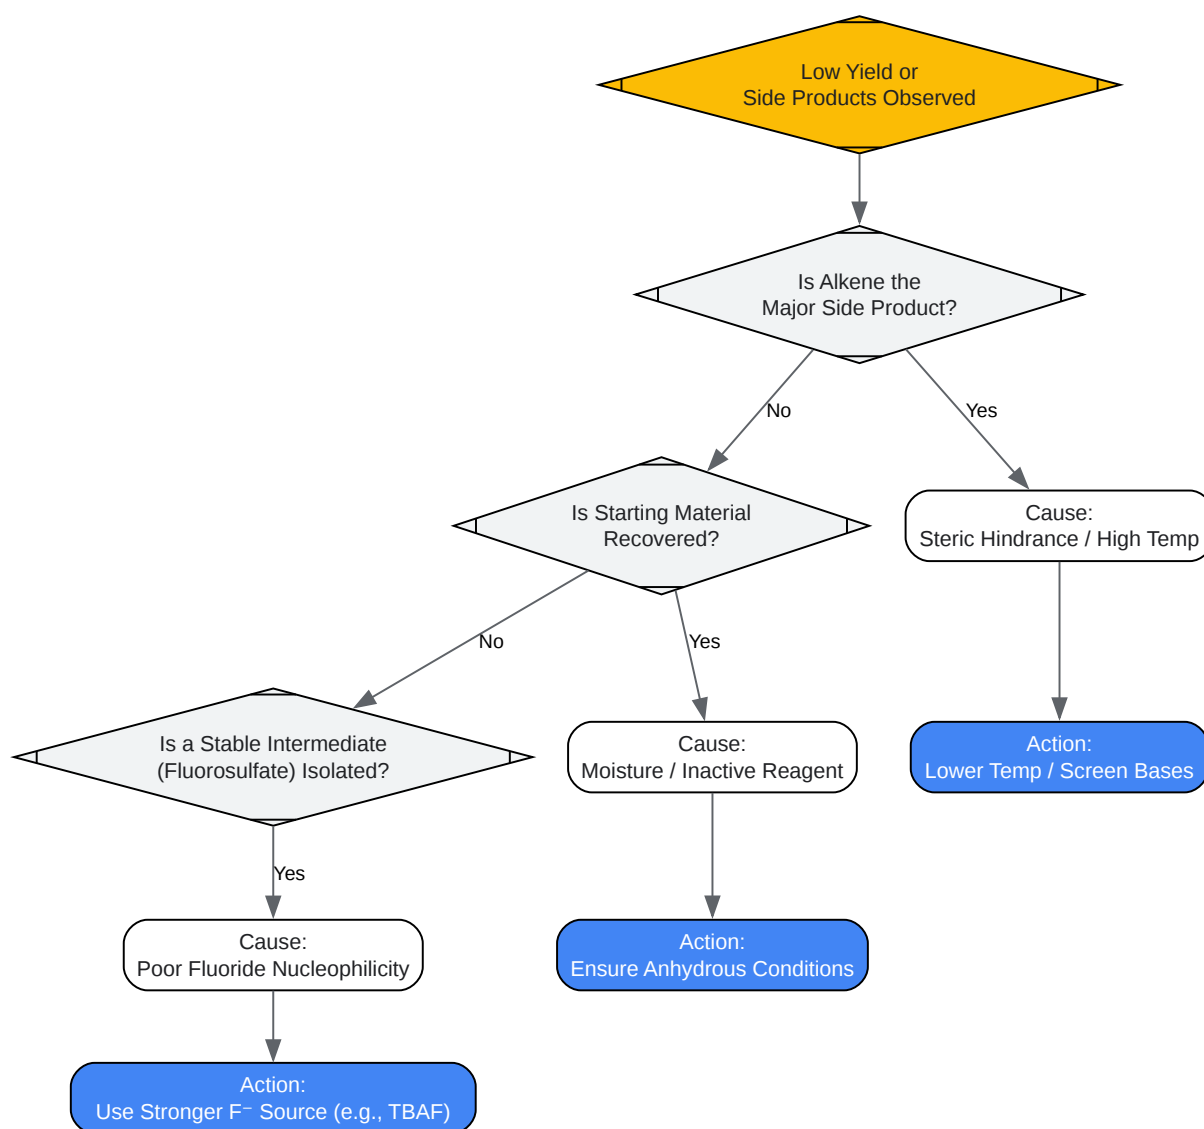 Low Yield or
Side Products Observed
Is Alkene the
Major Side Product?
No
Yes
Is Starting Material
Recovered?
Cause:
Steric Hindrance / High Temp
No
Yes
Is a Stable Intermediate
(Fluorosulfate) Isolated?
Cause:
Moisture / Inactive Reagent
Action:
Lower Temp / Screen Bases
Yes
Cause:
Poor Fluoride Nucleophilicity
Action:
Ensure Anhydrous Conditions
Action:
Use Stronger F⁻ Source (e.g., TBAF)